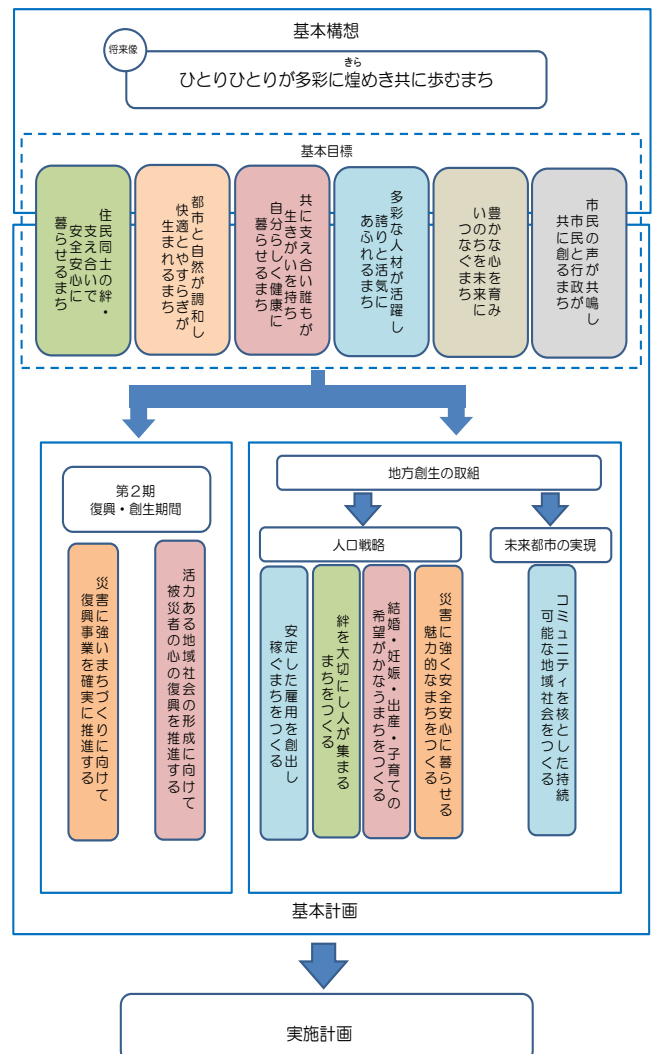 基本構想
将来像
きら
ひとりひとりが多彩に煌めき共に歩むまち
基本目標
住民同士の絆・
支え合いで
安全安心に
暮らせるまち
都市と自然が調和し
快適とやすらぎが
生まれるまち
共に支え合い誰もが
生きがいを持ち
自分らしく健康に
暮らせるまち
多彩な人材が活躍し
誇りと活気に
あふれるまち
豊かな心を育み
いのちを未来に
つなぐまち
市民の声が共鳴し
市民と行政が
共に創るまち
第2期
復興・創生期間
災害に強いまちづくりに向けて
復興事業を確実に推進する
活力ある地域社会の形成に向けて
被災者の心の復興を推進する
地方創生の取組
人口戦略
安定した雇用を創出し
稼ぐまちをつくる
絆を大切にし人が集まる
まちをつくる
結婚・妊娠・出産・子育ての
希望がかなうまちをつくる
災害に強く安全安心に暮らせる
魅力的なまちをつくる
未来都市の実現
コミュニティを核とした持続
可能な地域社会をつくる
基本計画
実施計画